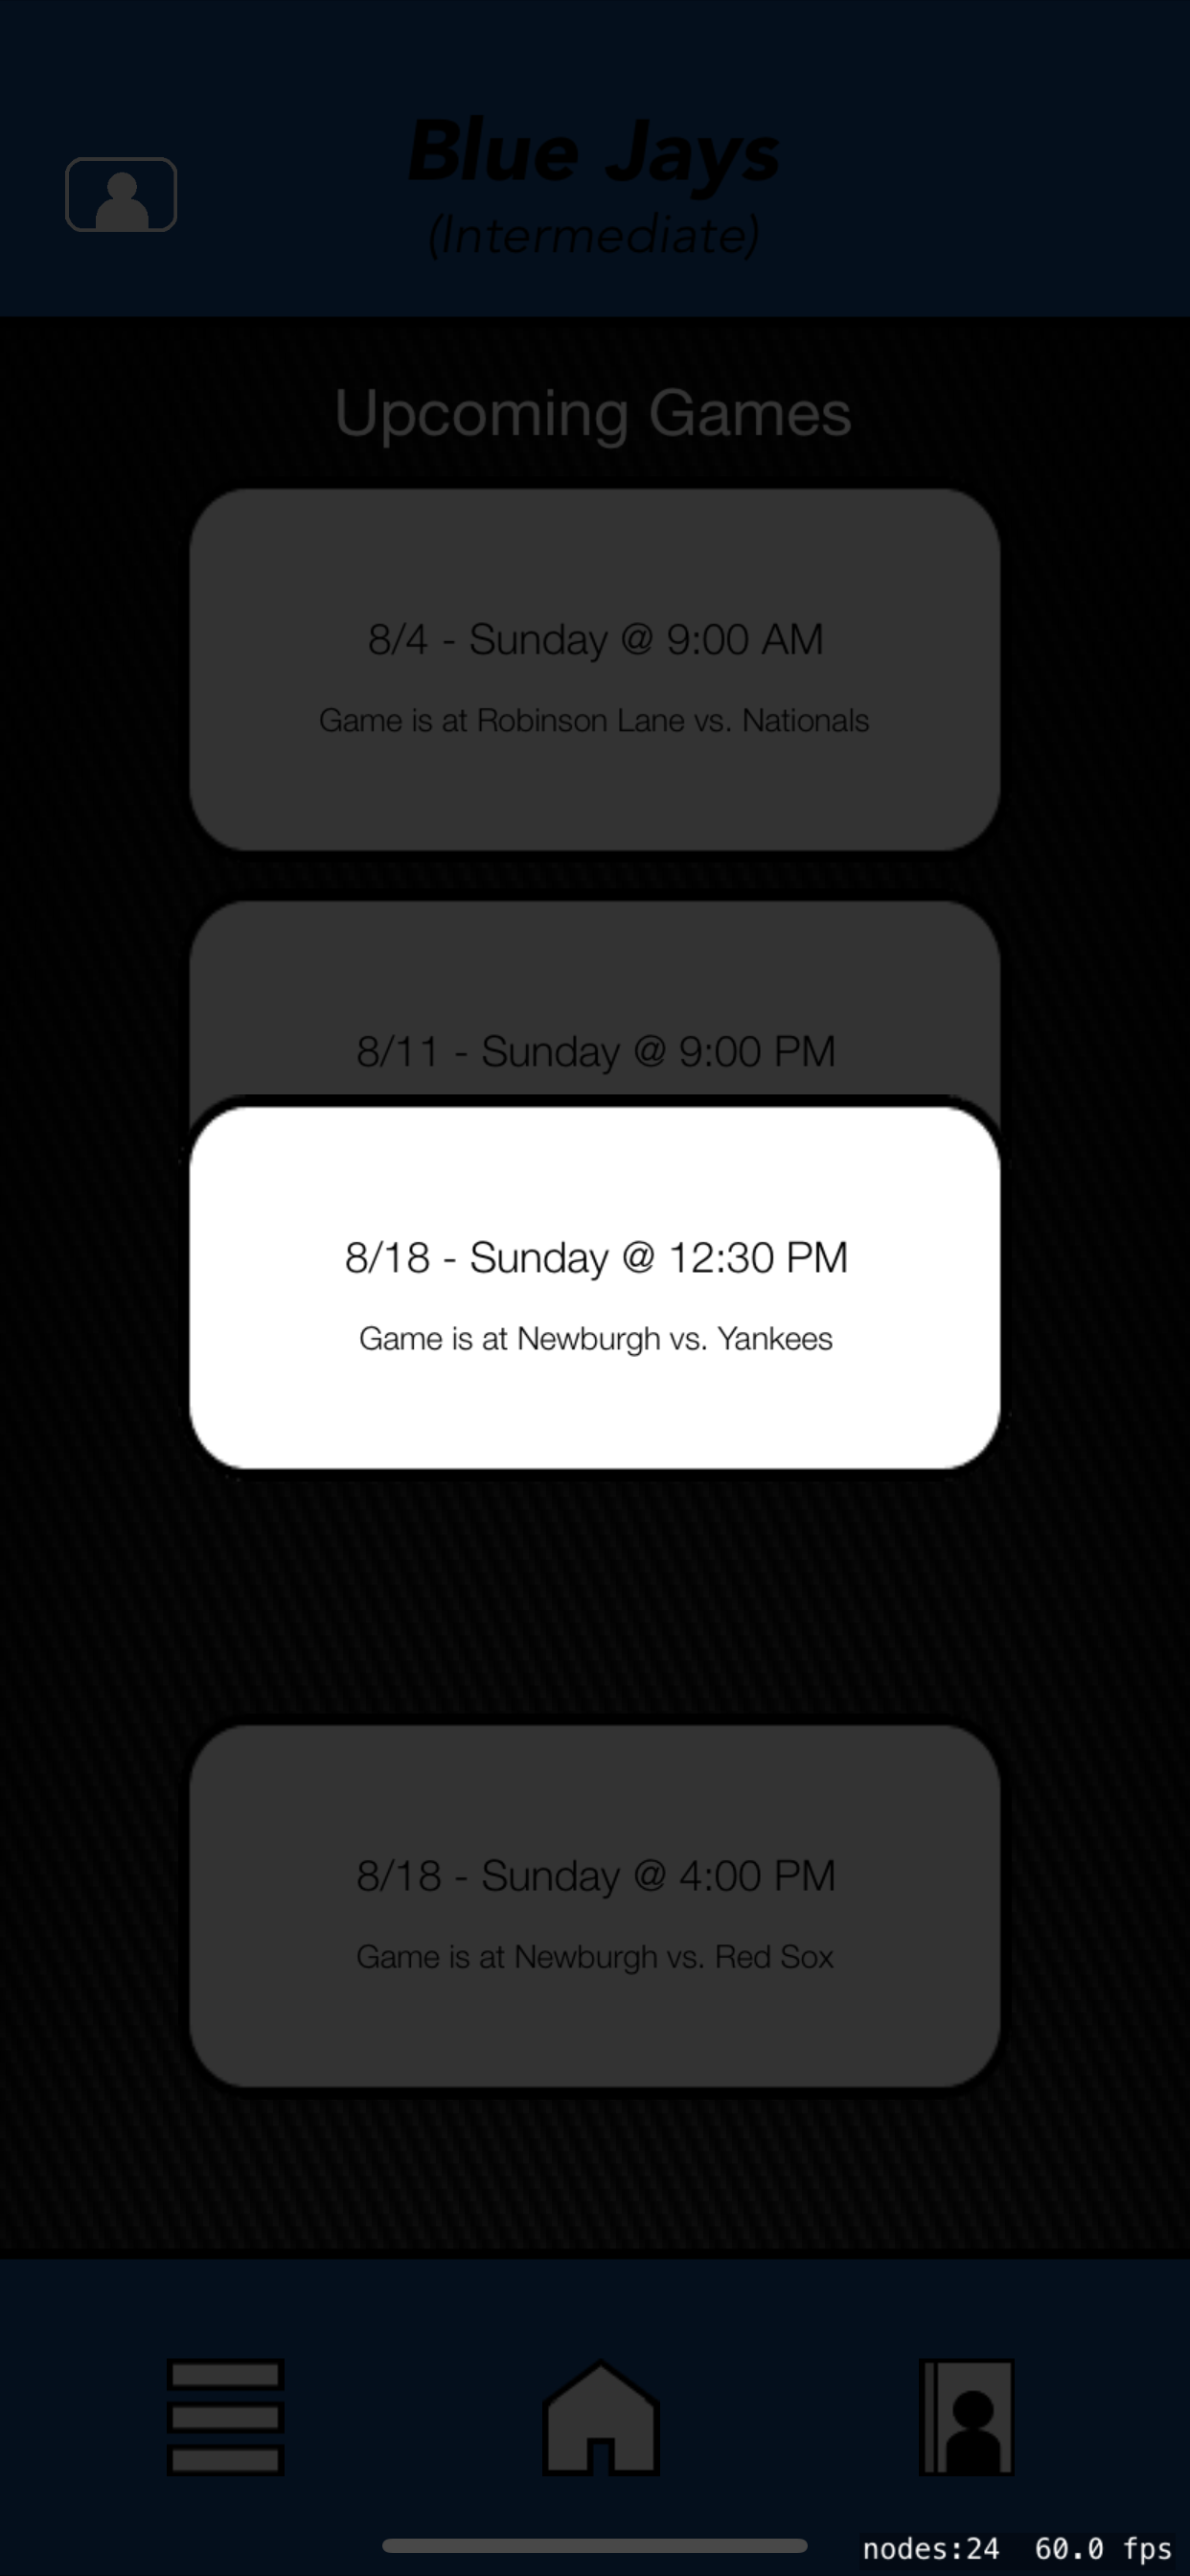 Blue Jays
(Intermediate)
Upcoming Games
8/4 - Sunday @ 9:00 AM
Game is at Robinson Lane vs. Nationals
8/11 - Sunday @ 9:00 PM
8/18 - Sunday @ 12:30 PM
Game is at Newburgh vs. Yankees
8/18 - Sunday @ 4:00 PM
Game is at Newburgh vs. Red Sox
nodes:24 60.0 fps